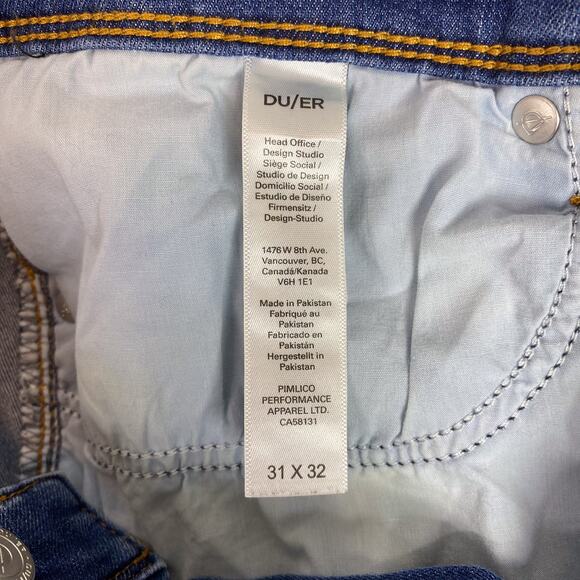 DU/ER
Head Office /
Design Studio
Siège Social /
Studio de Design
Domicilio Social /
Estudio de Diseño
Firmensitz /
Design-Studio
1476 W 8th Ave.
Vancouver, BC,
Canadá/Kanada
V6H 1E1
Made in Pakistan
Fabriqué au
Pakistan
Fabricado en
Pakistán
Hergestellt in
Pakistan
PIMLICO
PERFORMANCE
APPAREL LTD.
CA58131
31 X 32